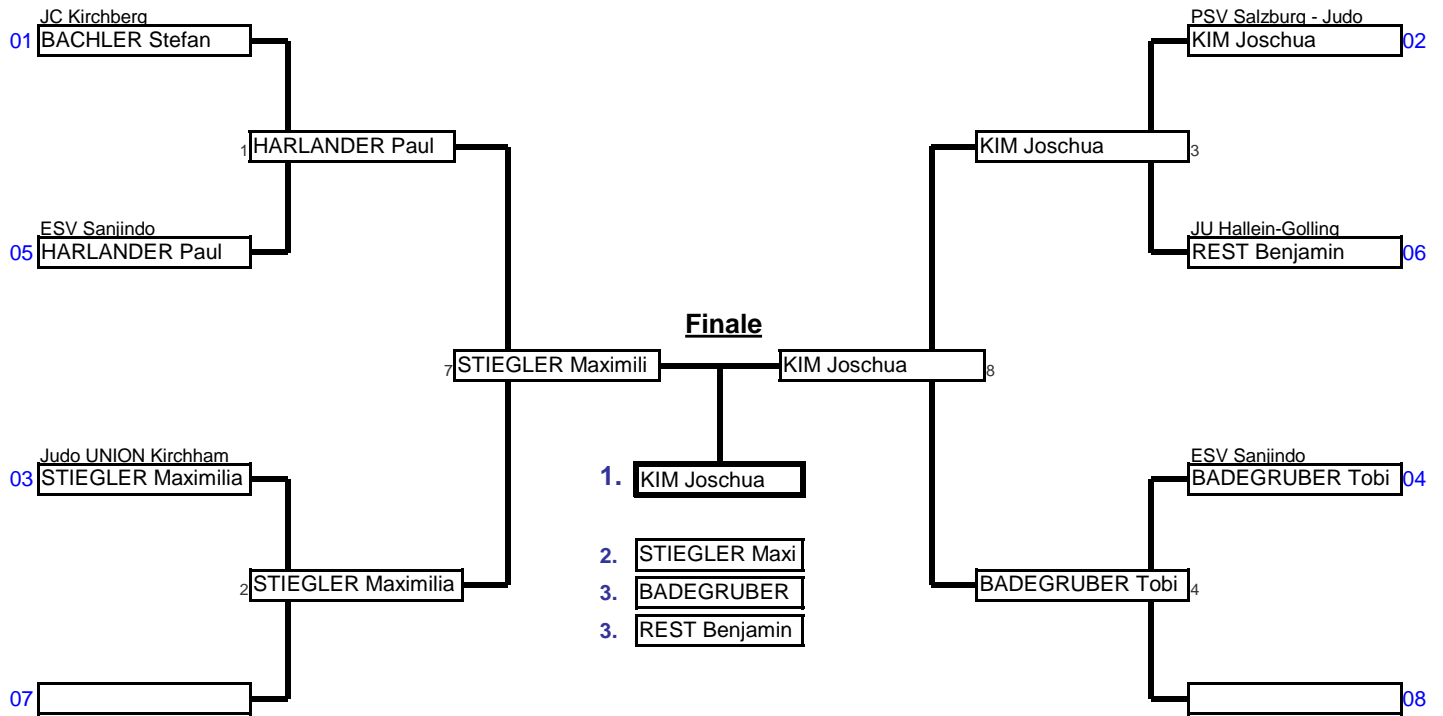 JC Kirchberg
PSV Salzburg - Judo
01 BACHLER Stefan
KIM Joschua 02
1 HARLANDER Paul
KIM Joschua 3
ESV Sanjindo
JU Hallein-Golling
05 HARLANDER Paul
REST Benjamin 06
Finale
7 STIEGLER Maximili
KIM Joschua 8
Judo UNION Kirchham
ESV Sanjindo
03 STIEGLER Maximilia
1. KIM Joschua
BADEGRUBER Tobi 04
2. STIEGLER Maxi
2 STIEGLER Maximilia
3. BADEGRUBER
BADEGRUBER Tobi 4
3. REST Benjamin
07
08